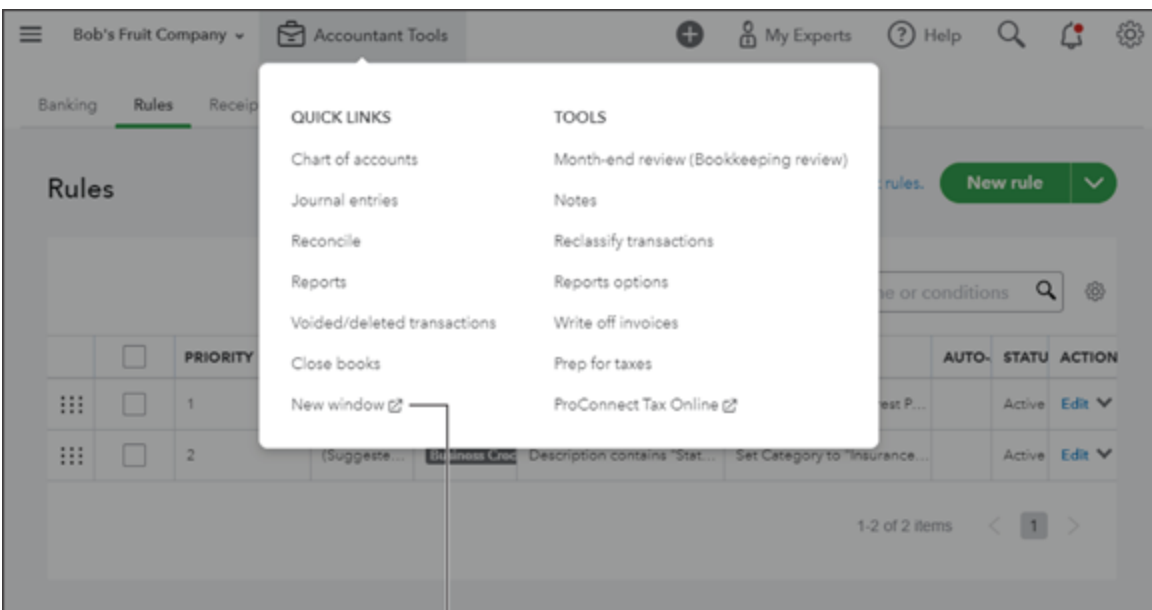 Bob's Fruit Company Accountant Tools My Experts Help
Banking Rules Receip
QUICK LINKS
Chart of accounts
Journal entries
Reconcile
Reports
Voided/deleted transactions
Close books
New window
TOOLS
Month-end review (Bookkeeping review)
Notes
Reclassify transactions
Reports options
Write off invoices
Prep for taxes
ProConnect Tax Online
Rules rules. New rule
or conditions
PRIORITY AUTO- STATU ACTION
1 est P... Active Edit
2 (Suggeste... Business Cred Description contains "Stat... Set Category to "Insurance... Active Edit
1-2 of 2 items 1